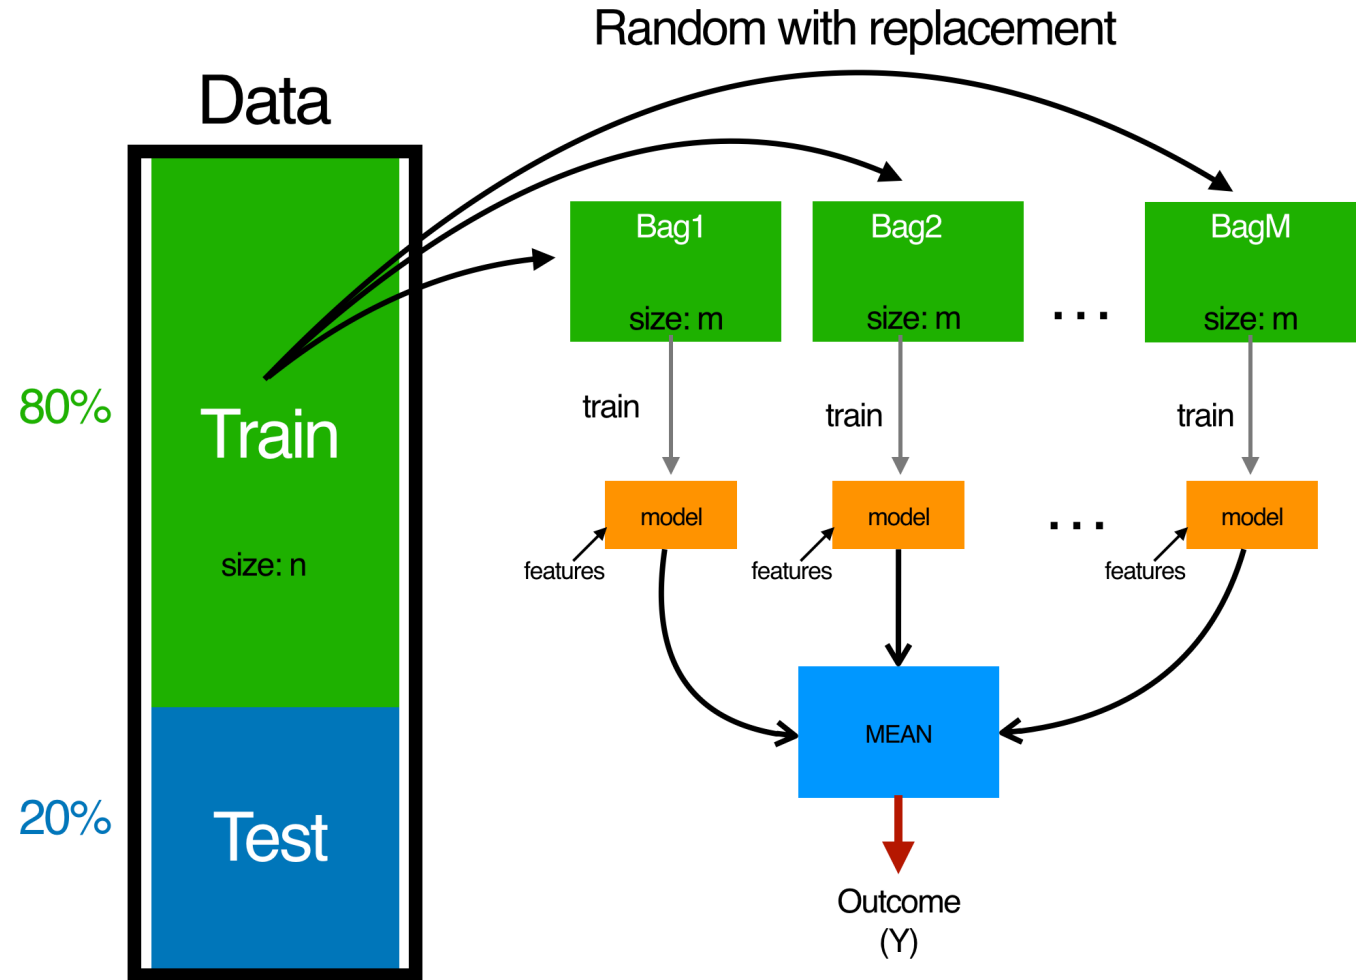 Random with replacement
Data
80%
Train
size: n
20%
Test
Bag1
size: m
Bag2
size: m
...
BagM
size: m
train
train
train
model
features
model
features
...
model
features
MEAN
Outcome
(Y)